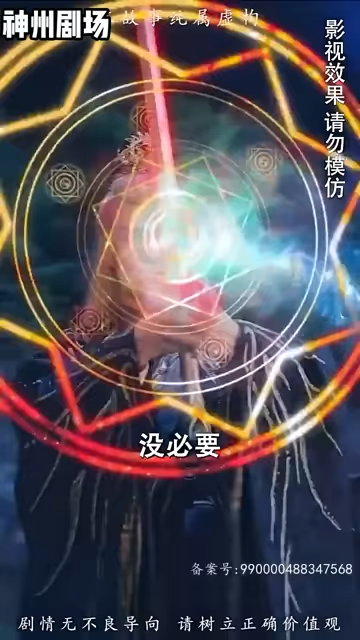 神州剧场
故事纯属虚构
影视效果 请勿模仿
没必要
备案号:990000488347568
剧情无不良导向 请树立正确价值观